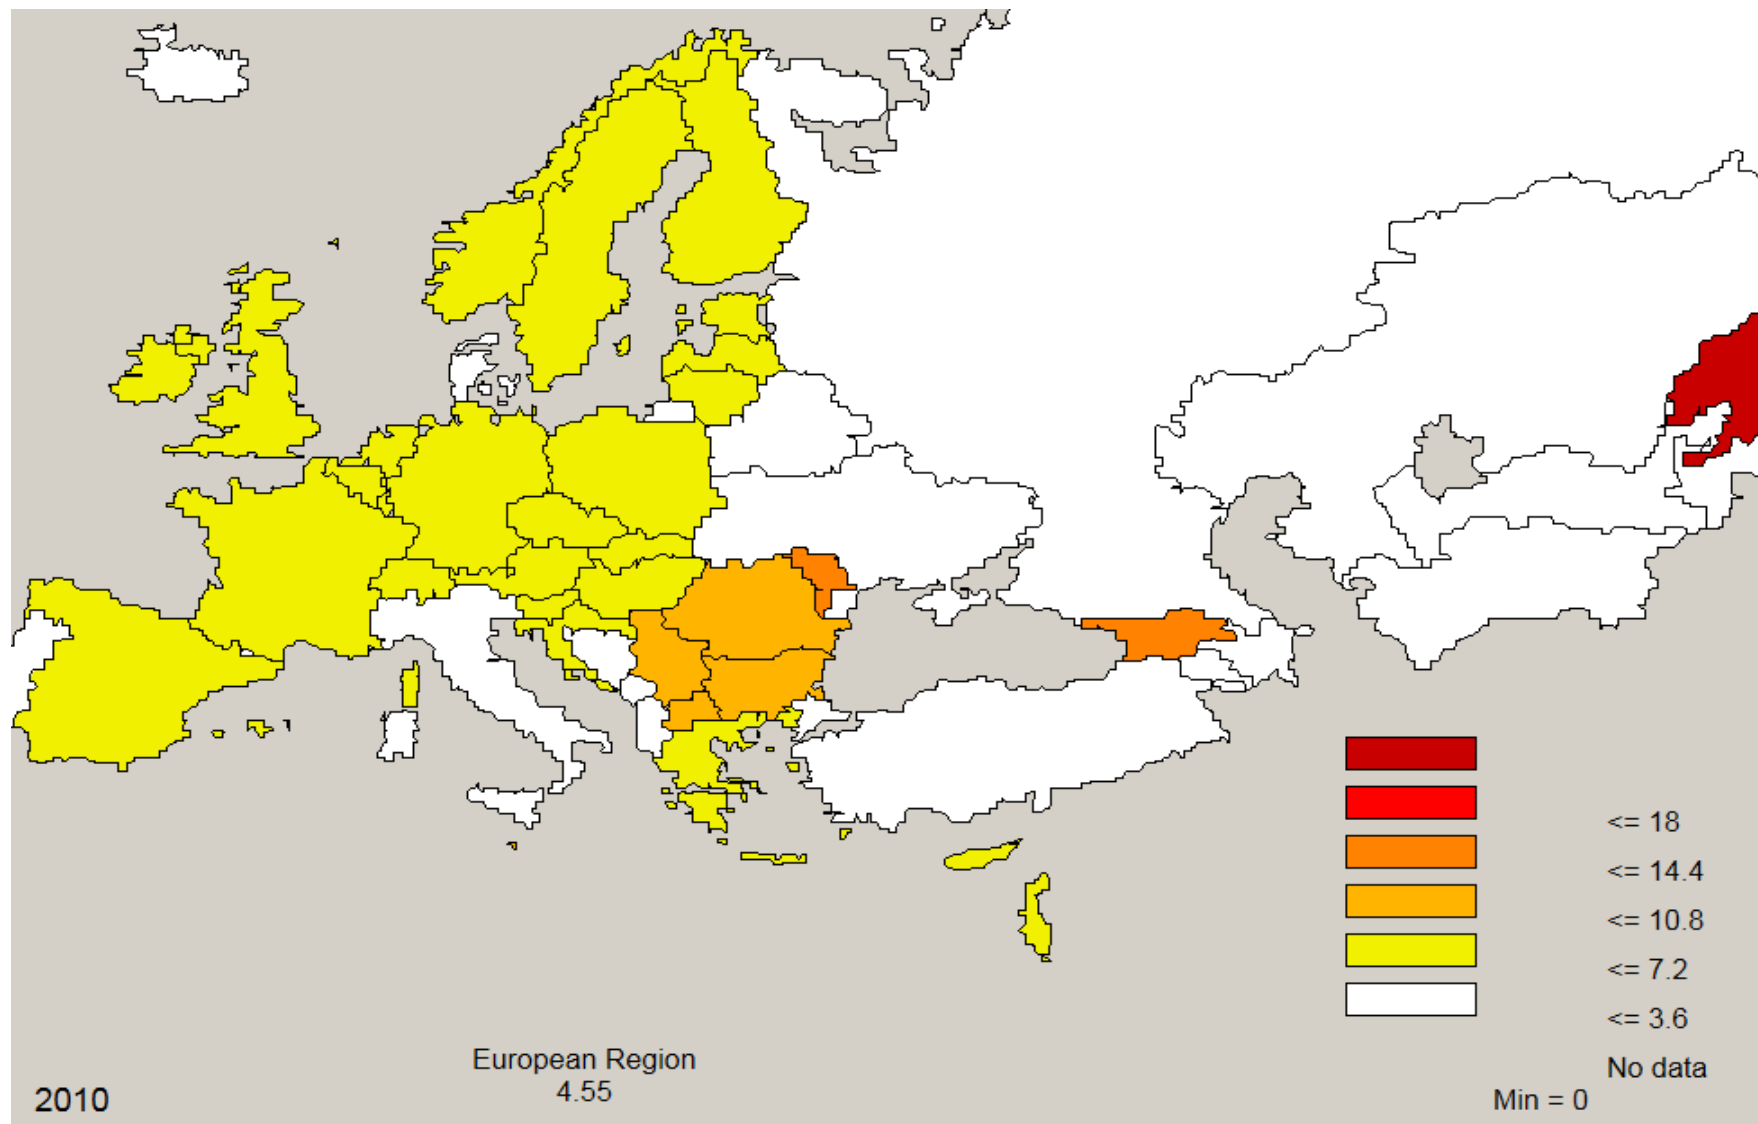 <= 18
<= 14.4
<= 10.8
<= 7.2
<= 3.6
No data
European Region
4.55
2010
Min = 0